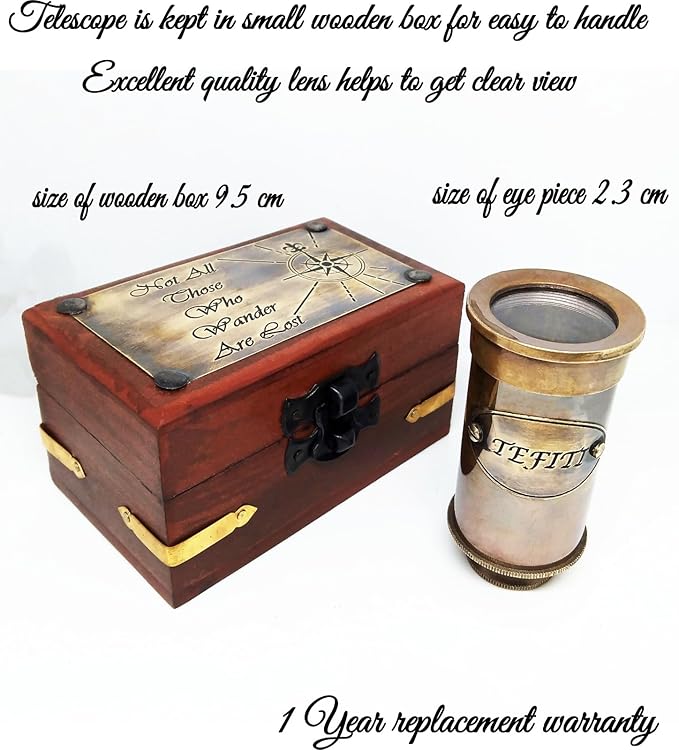 Telescope is kept in small wooden box for easy to handle
Excellent quality lens helps to get clear view
size of wooden box 9.5 cm
size of eye piece 2.3 cm
Not All
Those
Who
Wander
Are Lost
TEFITI
1 Year replacement warranty